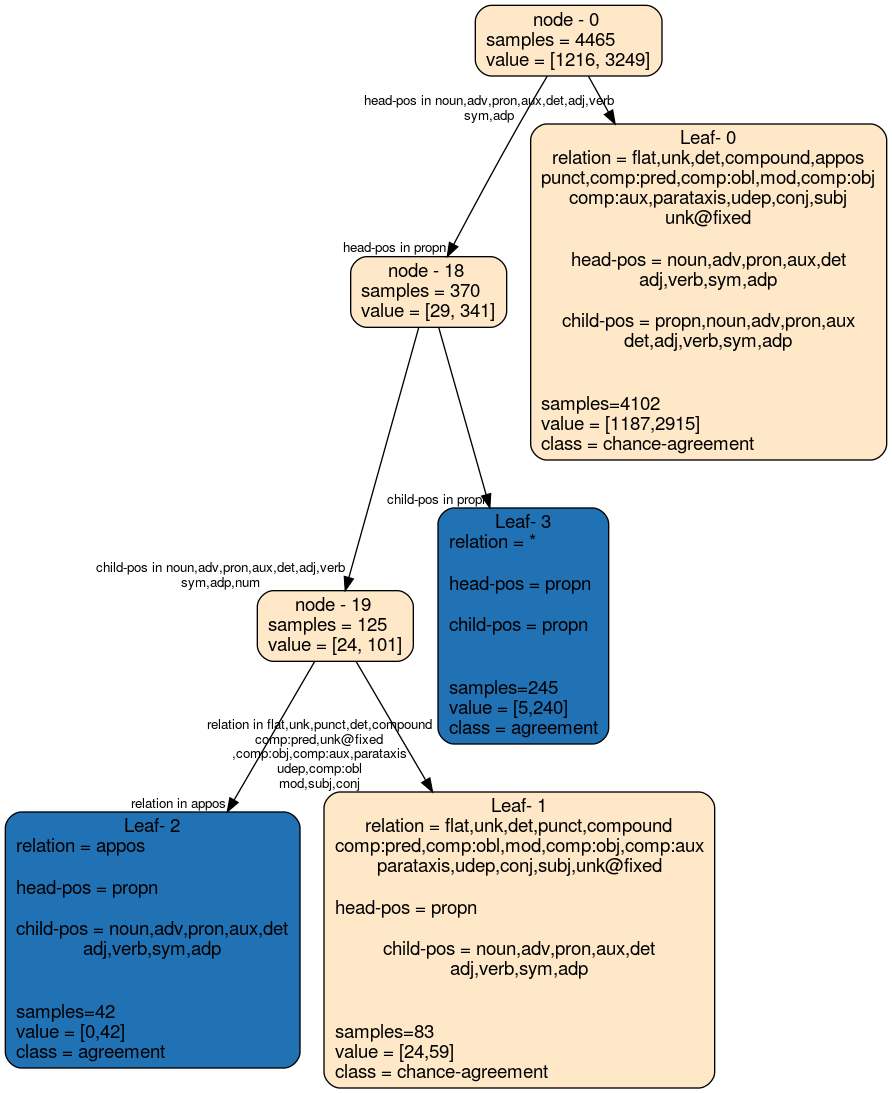 node - 0
samples = 4465
value = [1216, 3249]
head-pos in noun,adv,pron,aux,det,adj,verb
sym,adp
Leaf- 0
relation = flat,unk,det,compound,appos
punct,comp:pred,comp:obl,mod,comp:obj
comp:aux,parataxis,udep,conj,subj
unk@fixed
head-pos = noun,adv,pron,aux,det
adj,verb,sym,adp
child-pos = propn,noun,adv,pron,aux
det,adj,verb,sym,adp
samples=4102
value = [1187,2915]
class = chance-agreement
head-pos in propn
node - 18
samples = 370
value = [29, 341]
child-pos in propn
Leaf- 3
relation = *
head-pos = propn
child-pos = propn
samples=245
value = [5,240]
class = agreement
child-pos in noun,adv,pron,aux,det,adj,verb
sym,adp,num
node - 19
samples = 125
value = [24, 101]
relation in flat,unk,punct,det,compound
comp:pred,unk@fixed
,comp:obj,comp:aux,parataxis
udep,comp:obl
mod,subj,conj
relation in appos
Leaf- 2
relation = appos
head-pos = propn
child-pos = noun,adv,pron,aux,det
adj,verb,sym,adp
samples=42
value = [0,42]
class = agreement
Leaf- 1
relation = flat,unk,det,punct,compound
comp:pred,comp:obl,mod,comp:obj,comp:aux
parataxis,udep,conj,subj,unk@fixed
head-pos = propn
child-pos = noun,adv,pron,aux,det
adj,verb,sym,adp
samples=83
value = [24,59]
class = chance-agreement